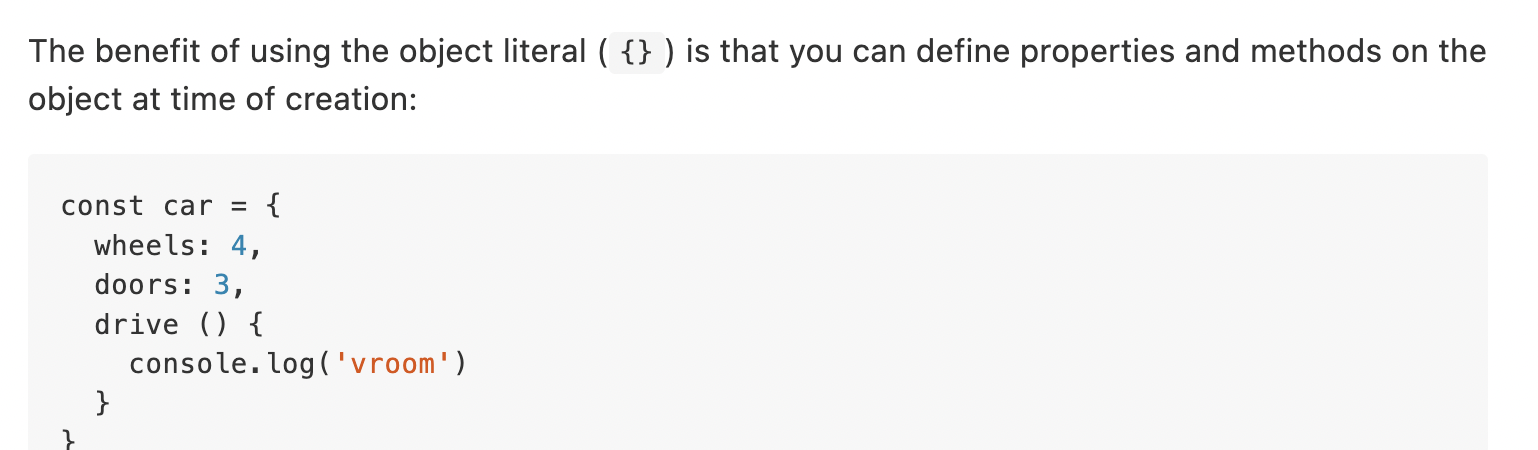 The benefit of using the object literal ( {} ) is that you can define properties and methods on the
object at time of creation:
const car = {
  wheels: 4,
  doors: 3,
  drive () {
    console.log('vroom')
  }
}